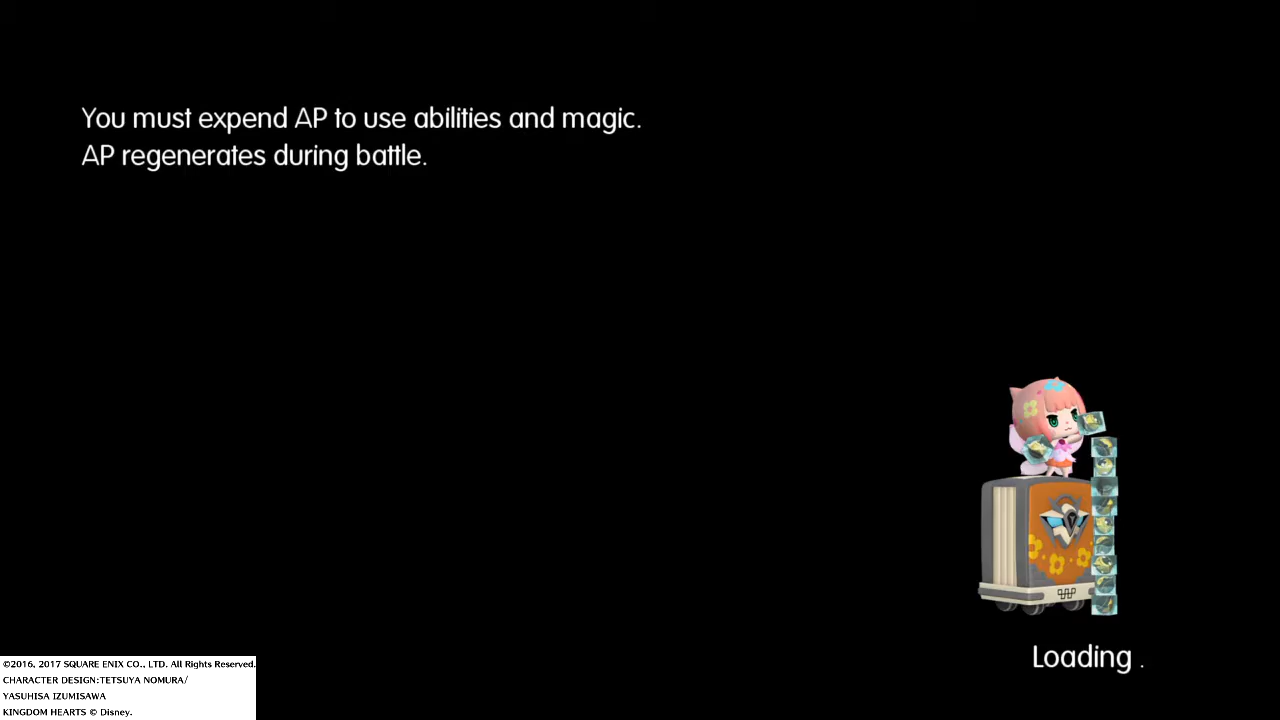 You must expend AP to use abilities and magic.
AP regenerates during battle.
Loading .
©2016, 2017 SQUARE ENIX CO., LTD. All Rights Reserved.
CHARACTER DESIGN:TETSUYA NOMURA/
YASUHISA IZUMISAWA
KINGDOM HEARTS © Disney.